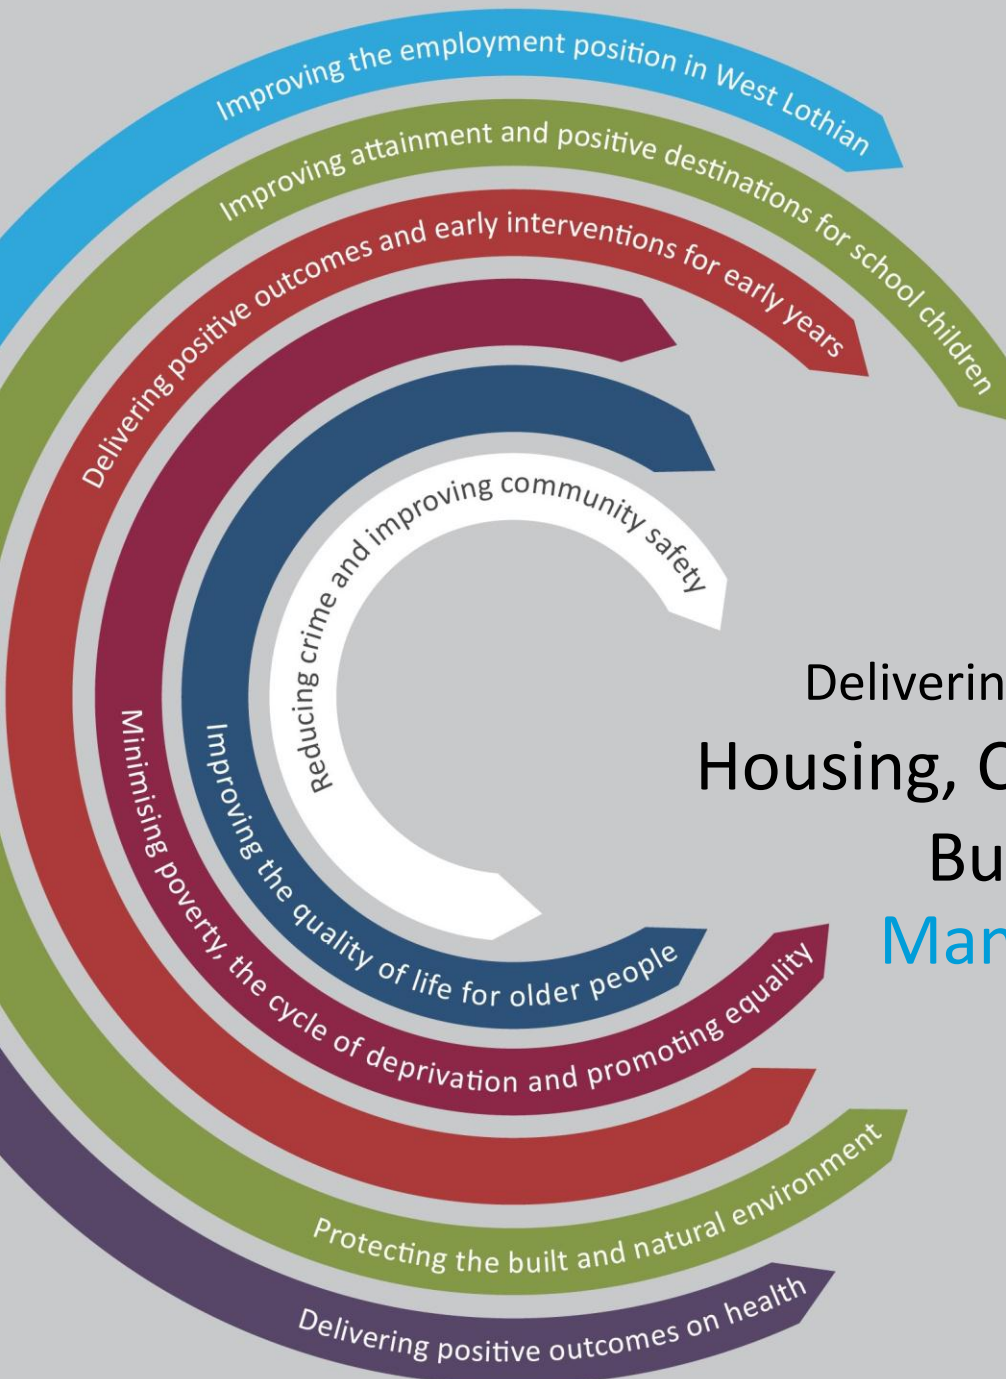 Improving the employment position in West Lothian
Improving attainment and positive destinations for school children
Delivering positive outcomes and early interventions for early years
Reducing crime and improving community safety
Improving the quality of life for older people
Minimising poverty, the cycle of deprivation and promoting equality
Protecting the built and natural environment
Delivering positive outcomes on health
Deliverin
Housing, C
Bu
Man